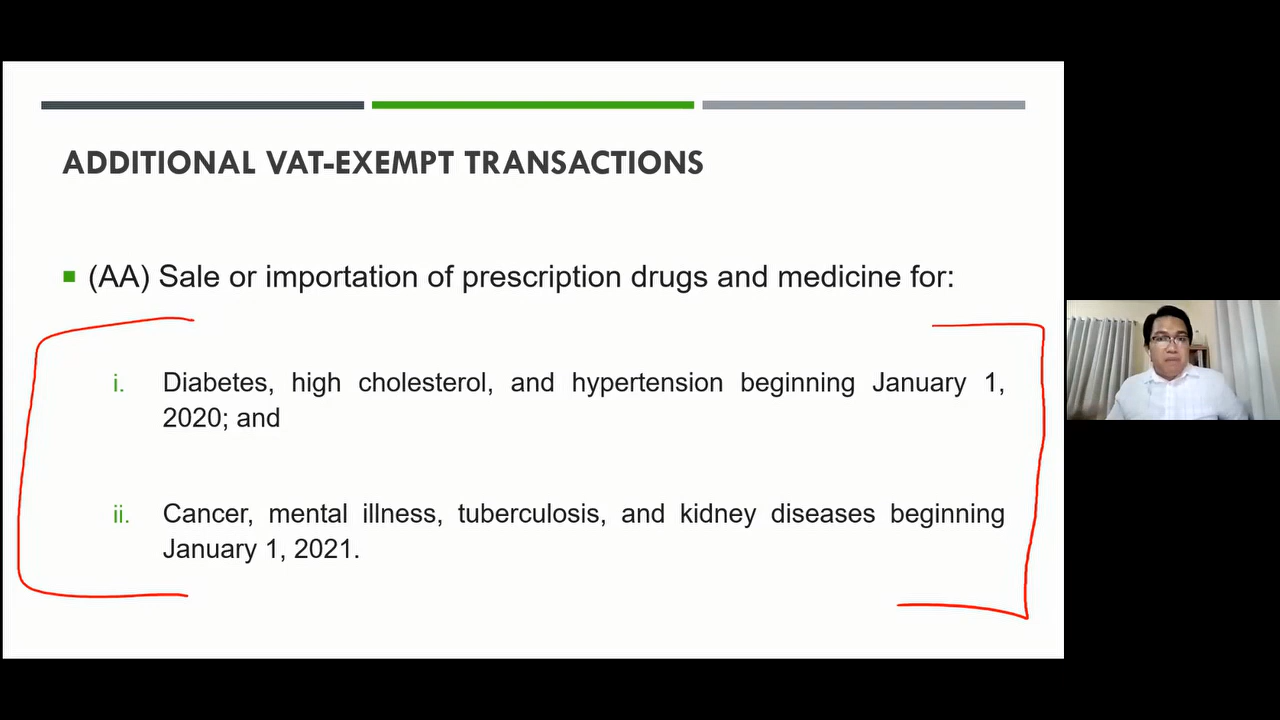 ADDITIONAL VAT-EXEMPT TRANSACTIONS
(AA) Sale or importation of prescription drugs and medicine for:
i. Diabetes, high cholesterol, and hypertension beginning January 1,
2020; and
ii. Cancer, mental illness, tuberculosis, and kidney diseases beginning
January 1, 2021.